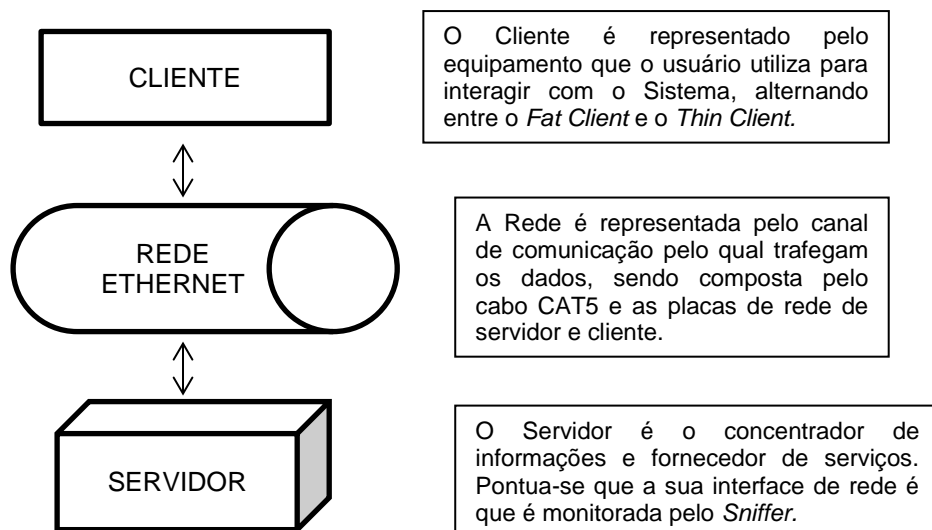 CLIENTE
O Cliente é representado pelo
equipamento que o usuário utiliza para
interagir com o Sistema, alternando
entre o Fat Client e o Thin Client.
REDE
ETHERNET
A Rede é representada pelo canal
de comunicação pelo qual trafegam
os dados, sendo composta pelo
cabo CAT5 e as placas de rede de
servidor e cliente.
SERVIDOR
O Servidor é o concentrador de
informações e fornecedor de serviços.
Pontua-se que a sua interface de rede é
que é monitorada pelo Sniffer.